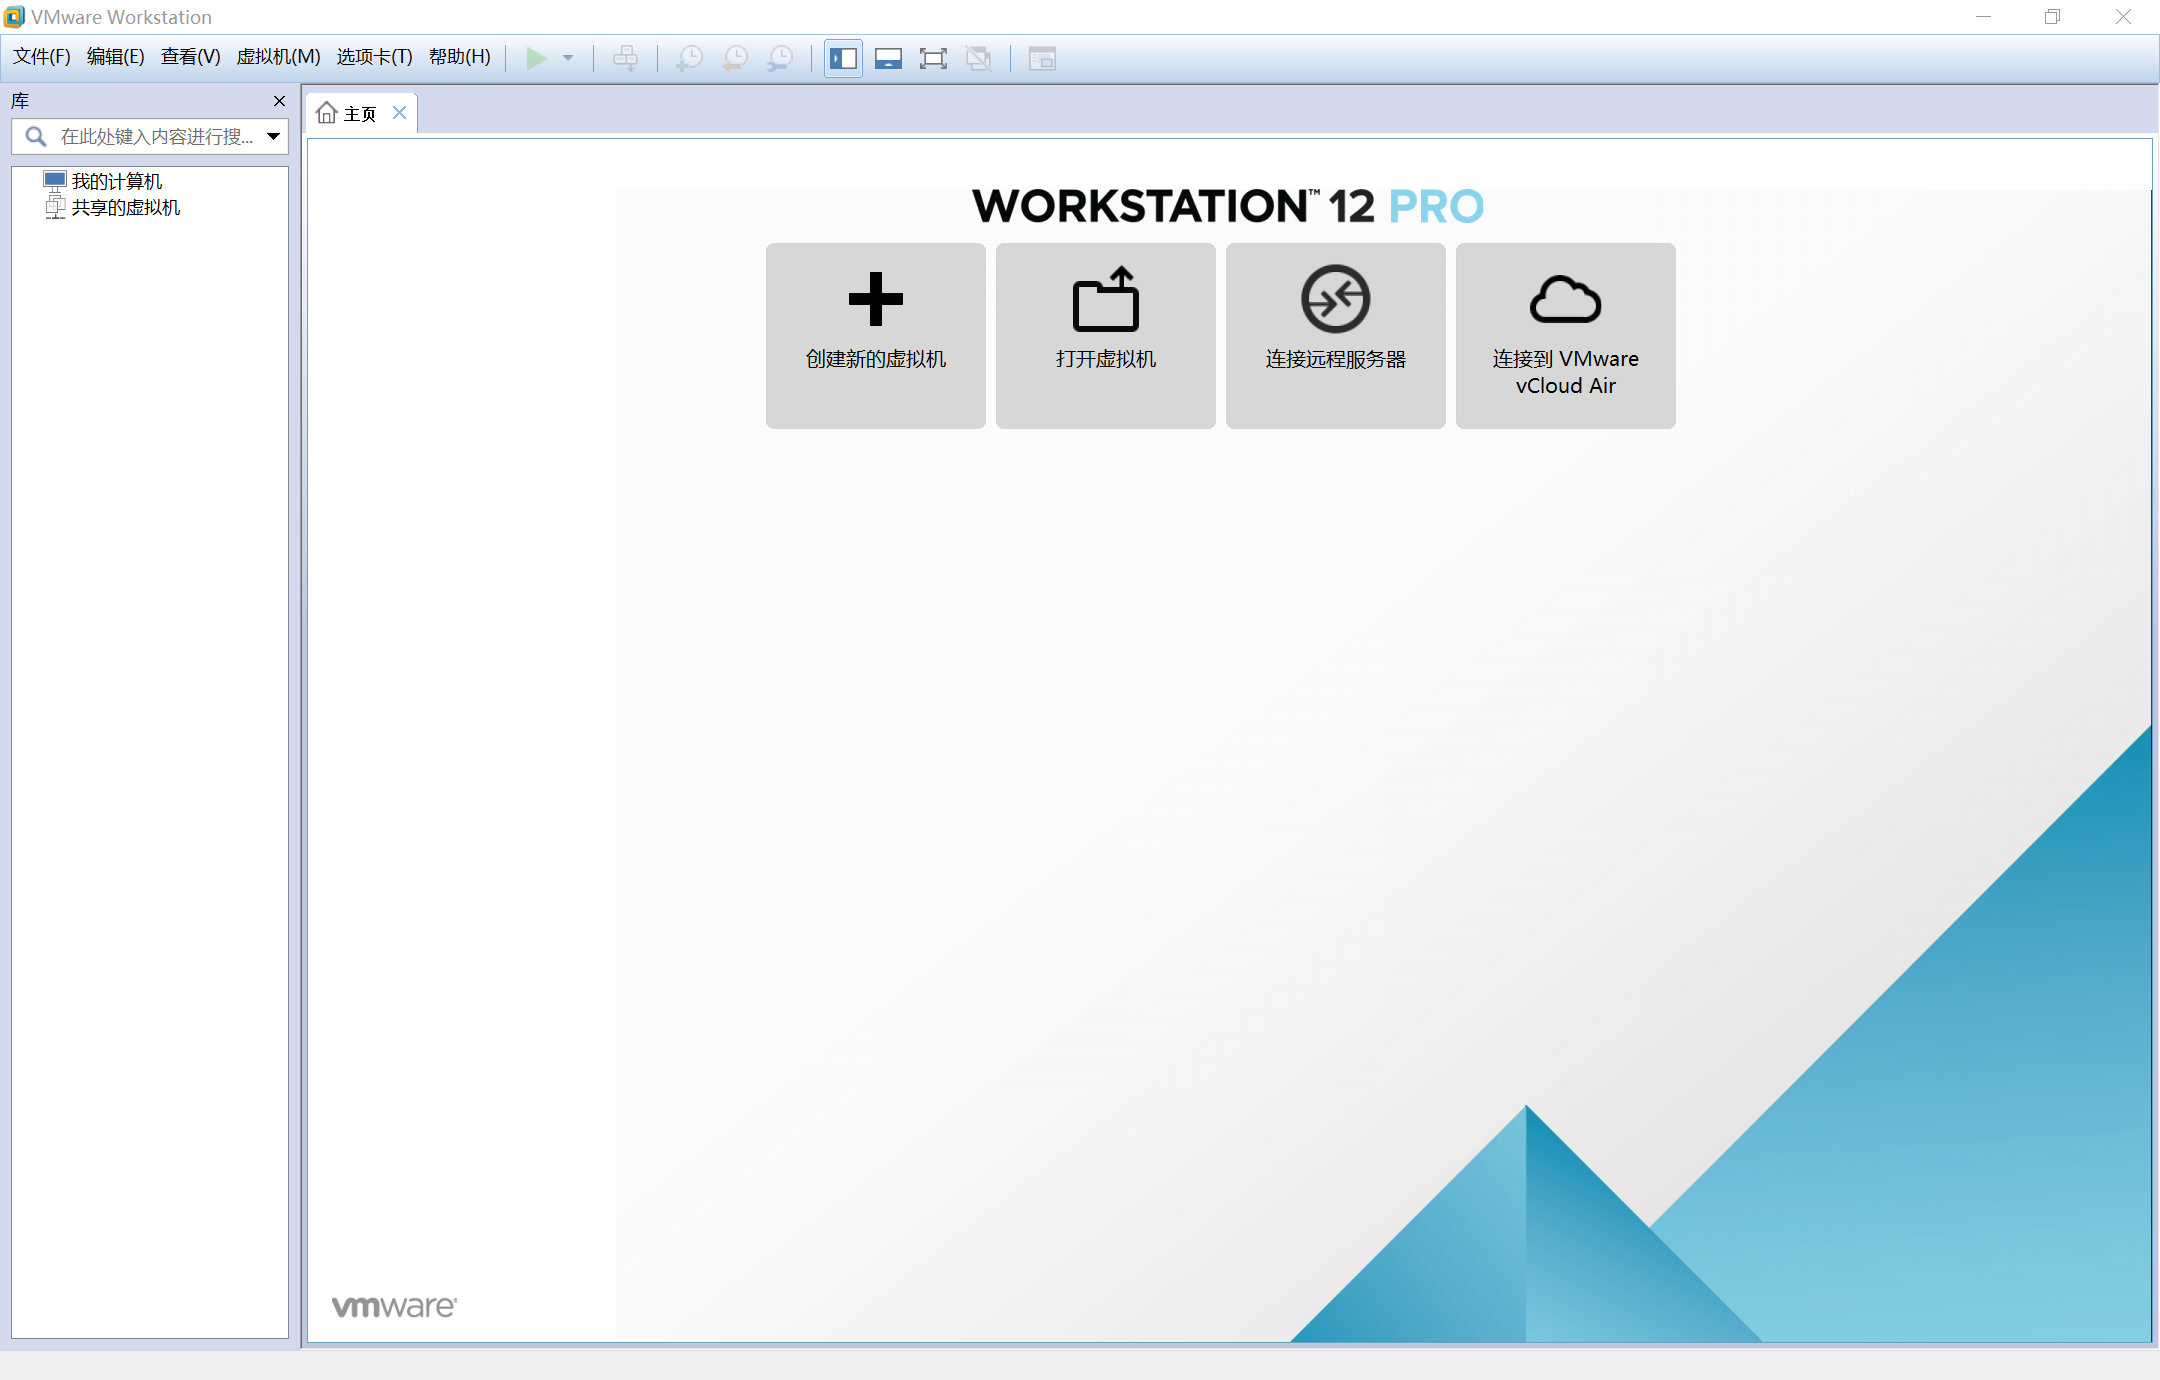 VMware Workstation
文件(F) 编辑(E) 查看(V) 虚拟机(M) 选项卡(T) 帮助(H)
库
在此处键入内容进行搜...
我的计算机
共享的虚拟机
主页
WORKSTATION™ 12 PRO
创建新的虚拟机
打开虚拟机
连接远程服务器
连接到 VMware
vCloud Air
vmware®